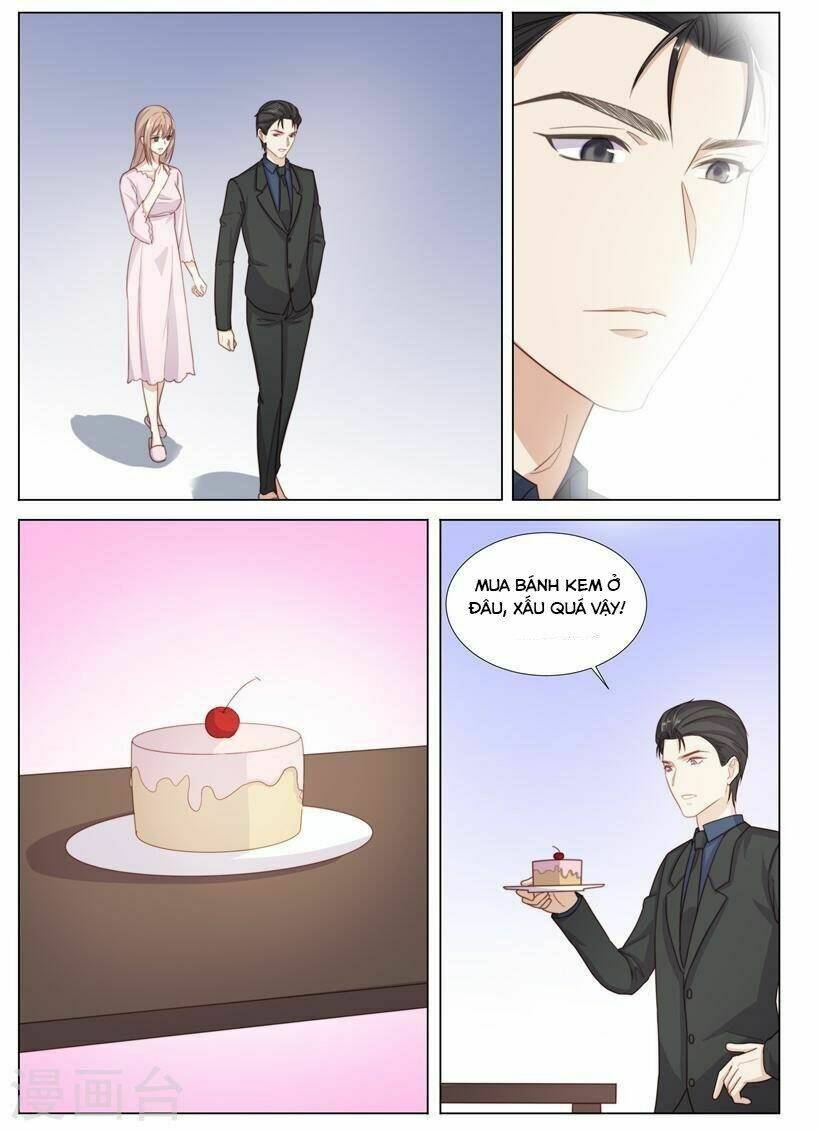 MUA BÁNH KEM Ở
ĐÂU, XẤU QUÁ VẬY!
漫画台